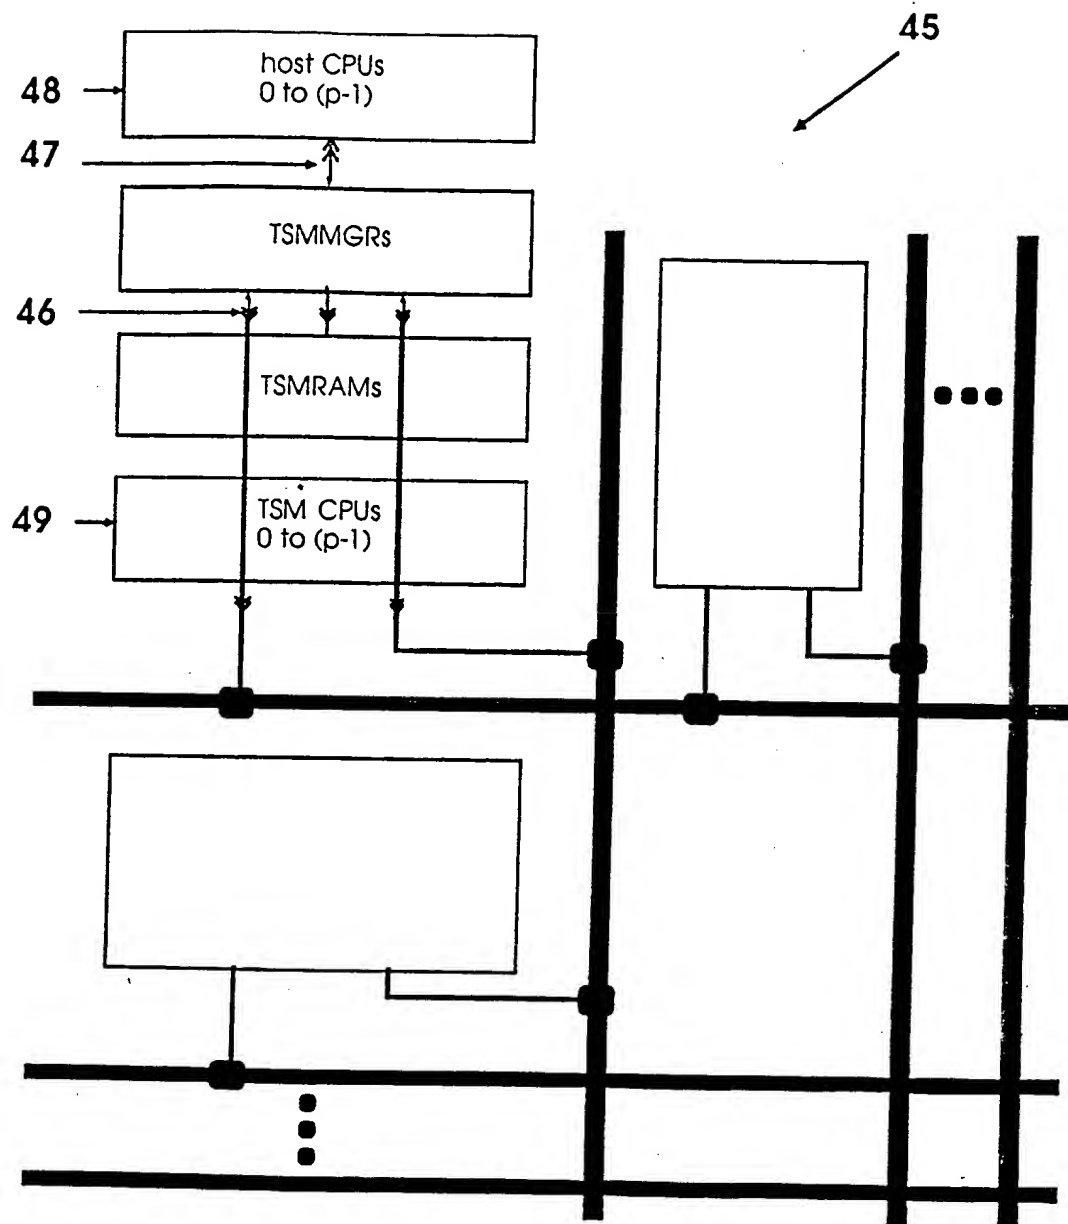 45
host CPUs
0 to (p-1)
48
47
TSMMGRs
46
TSMRAMs
TSM CPUs
0 to (p-1)
49